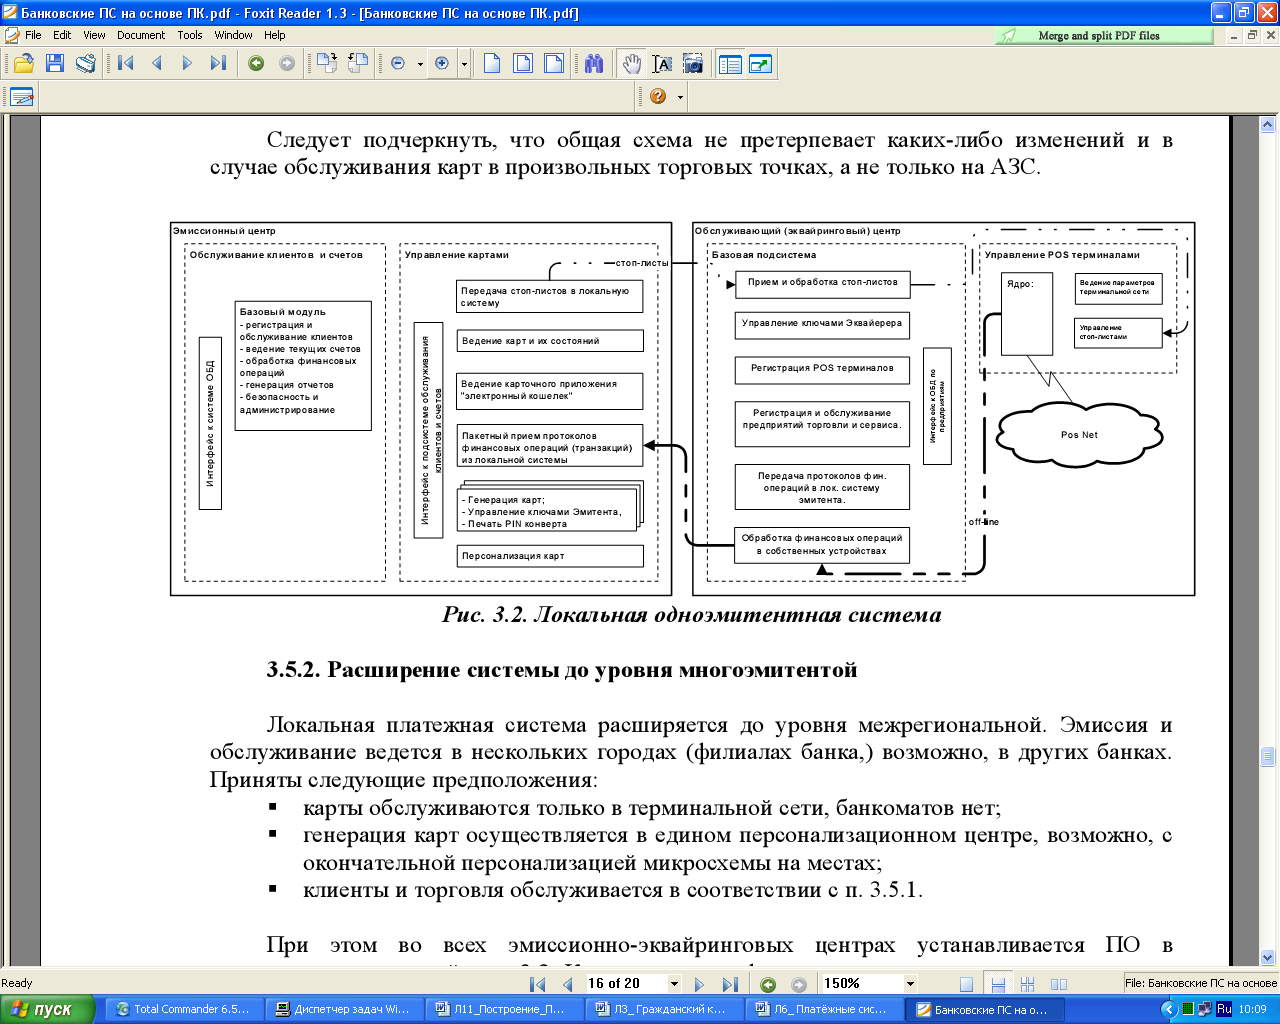 Банковские ПС на основе ПК.pdf - Foxit Reader 1.3 - [Банковские ПС на основе ПК.pdf]
File Edit View Document Tools Window Help
Merge and split PDF files
Следует подчеркнуть, что общая схема не претерпевает каких-либо изменений и в
случае обслуживания карт в произвольных торговых точках, а не только на АЗС.
Эмиссионный центр
Обслуживание клиентов и счетов
Интерфейс к системе ОБД
Базовый модуль
- регистрация и
обслуживание клиентов
- ведение текущих счетов
- обработка финансовых
операций
- генерация отчетов
- безопасность и
администрирование
Управление картами
Интерфейс к подсистеме обслуживания
клиентов и счетов
Передача стоп-листов в локальную
систему
Ведение карт и их состояний
Ведение карточного приложения
"электронный кошелек"
Пакетный прием протоколов
финансовых операций (транзакций)
из локальной системы
- Генерация карт;
- Управление ключами Эмитента,
- Печать PIN конверта
Персонализация карт
стоп-листы
Обслуживающий (эквайринговый) центр
Базовая подсистема
Прием и обработка стоп-листов
Управление ключами Эквайерера
Регистрация POS терминалов
Регистрация и обслуживание
предприятий торговли и сервиса.
Передача протоколов фин.
операций в лок. систему
эмитента.
Обработка финансовых операций
в собственных устройствах
Интерфейс к ОБД по
предприятиям
Управление POS терминалами
Ядро:
Ведение параметров
терминальной сети
Управление
стоп-листами
Pos Net
off-line
Рис. 3.2. Локальная одноэмитентная система
3.5.2. Расширение системы до уровня многоэмитентой
Локальная платежная система расширяется до уровня межрегиональной. Эмиссия и
обслуживание ведется в нескольких городах (филиалах банка,) возможно, в других банках.
Приняты следующие предположения:
▪ карты обслуживаются только в терминальной сети, банкоматов нет;
▪ генерация карт осуществляется в едином персонализационном центре, возможно, с
окончательной персонализацией микросхемы на местах;
▪ клиенты и торговля обслуживается в соответствии с п. 3.5.1.
При этом во всех эмиссионно-эквайринговых центрах устанавливается ПО в
Ready
16 of 20
150%
File: Банковские ПС на основе
пуск
Total Commander 6.5...
Диспетчер задач Wi...
Л11_Построение_П...
Л3_ Гражданский к...
Л6_ Платёжные сис...
Банковские ПС на о...
Ru
10:09